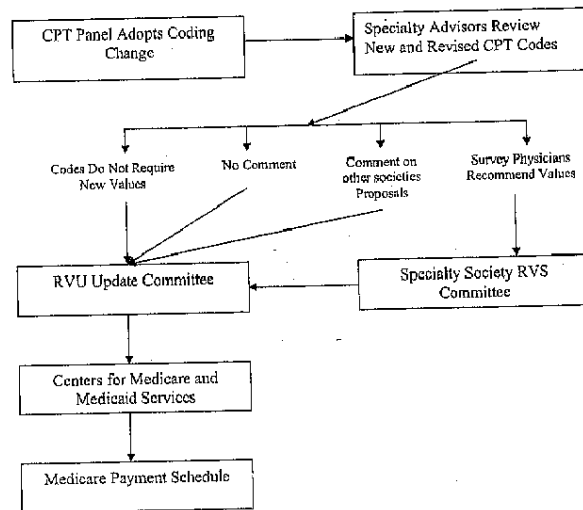 CPT Panel Adopts Coding
Change
Specialty Advisors Review
New and Revised CPT Codes
Codes Do Not Require
New Values
No Comment
Comment on
other societies
Proposals
Survey Physicians
Recommend Values
RVU Update Committee
Specialty Society RVS
Committee
Centers for Medicare and
Medicaid Services
Medicare Payment Schedule